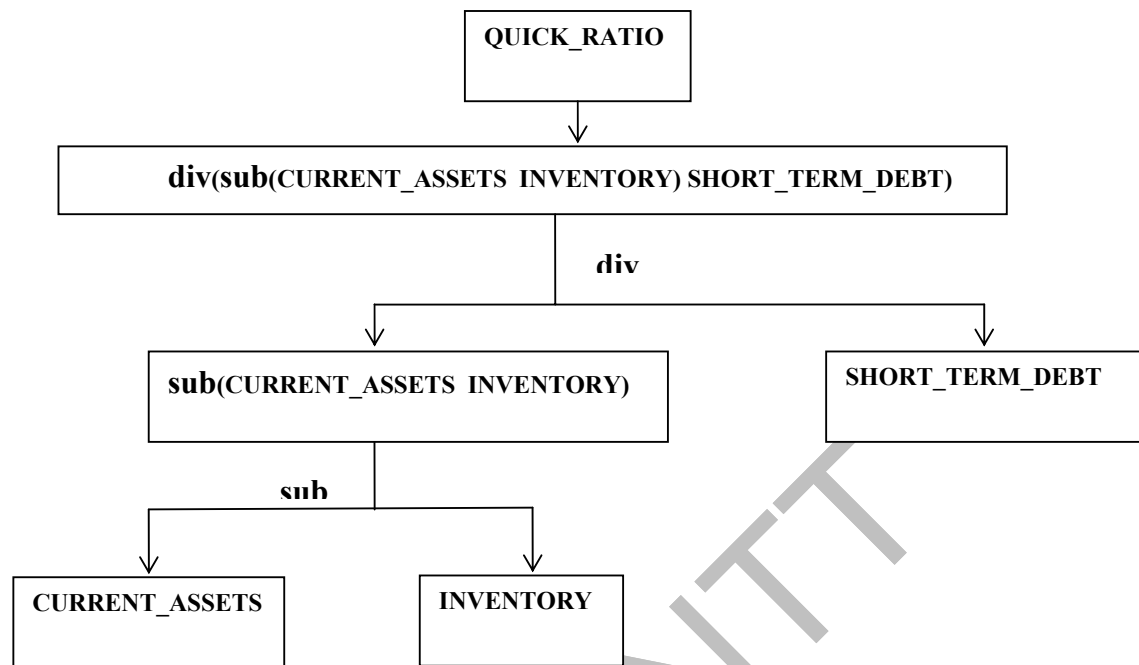 QUICK_RATIO
div(sub(CURRENT_ASSETS INVENTORY) SHORT_TERM_DEBT)
div
sub(CURRENT_ASSETS INVENTORY)
SHORT_TERM_DEBT
sub
CURRENT_ASSETS
INVENTORY